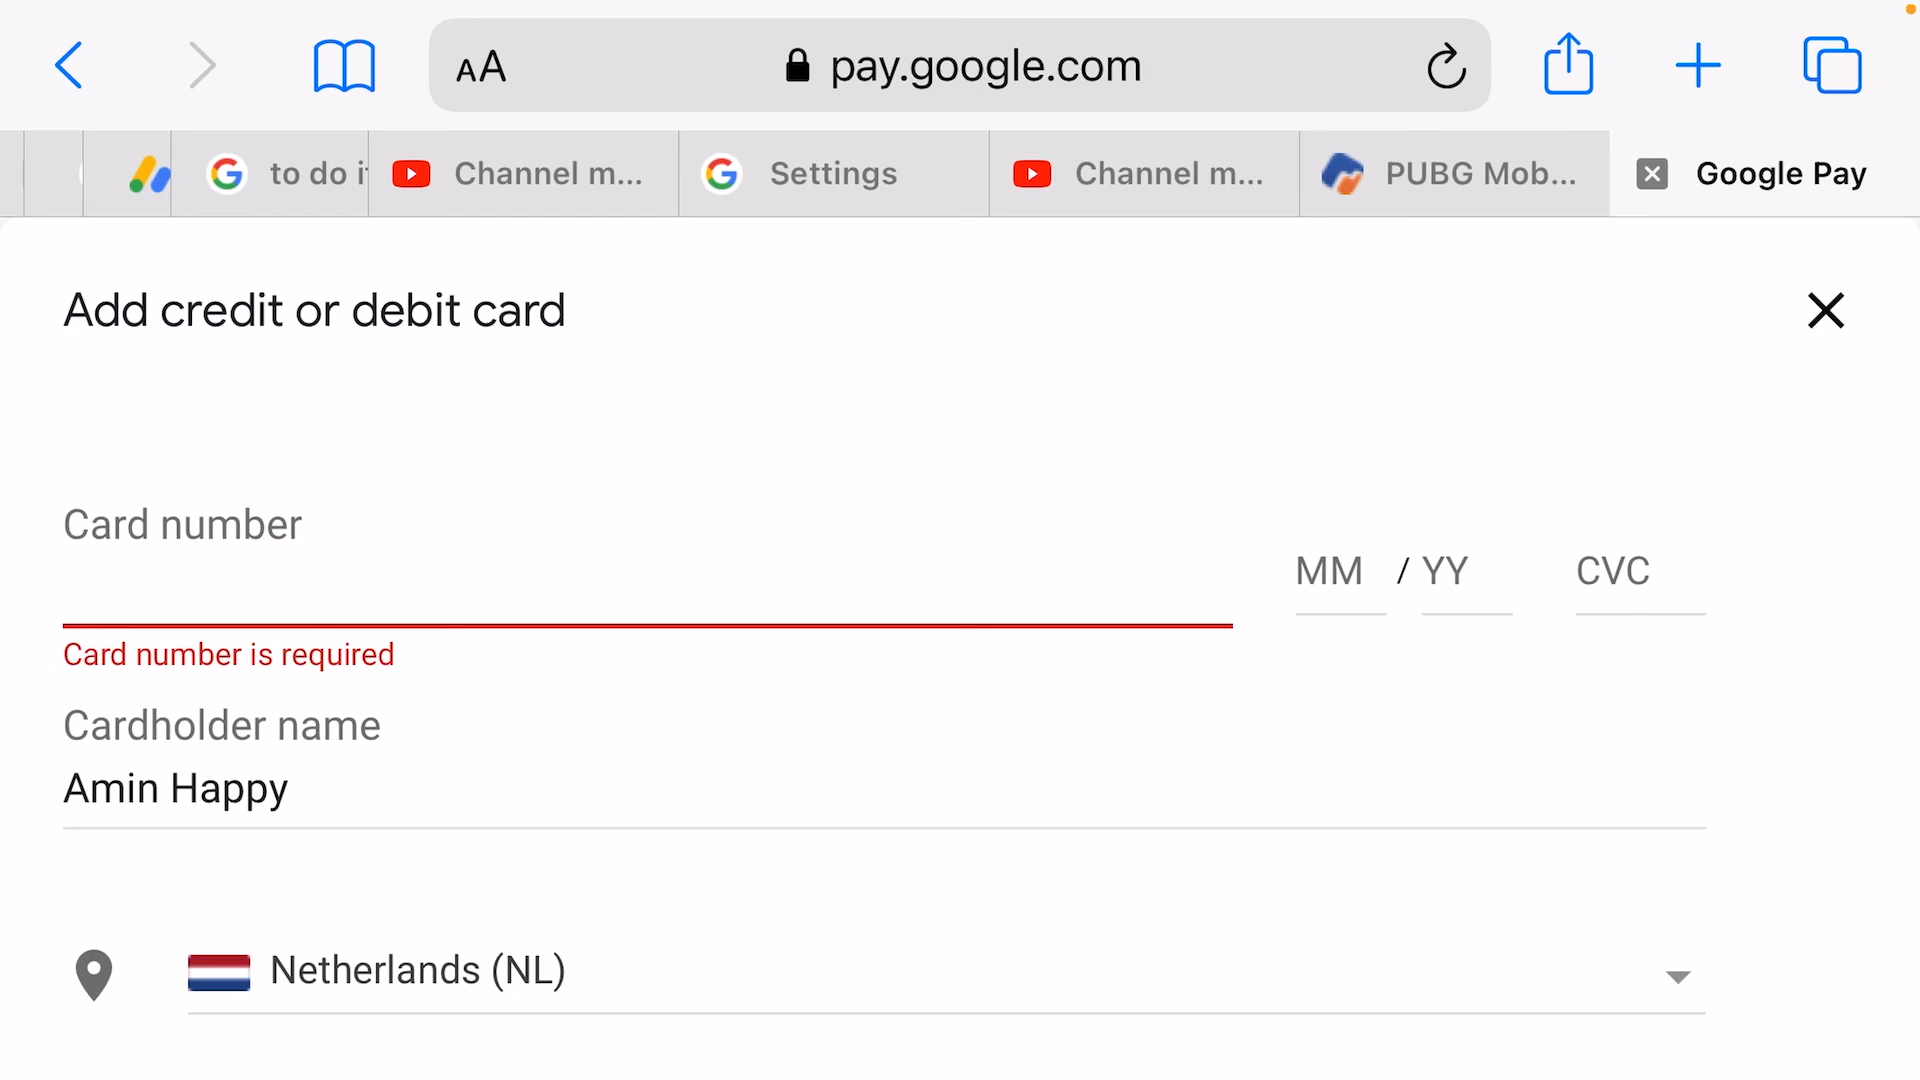 AA pay.google.com
to do i Channel m... Settings Channel m... PUBG Mob... Google Pay
Add credit or debit card
Card number
MM / YY CVC
Card number is required
Cardholder name
Amin Happy
Netherlands (NL)